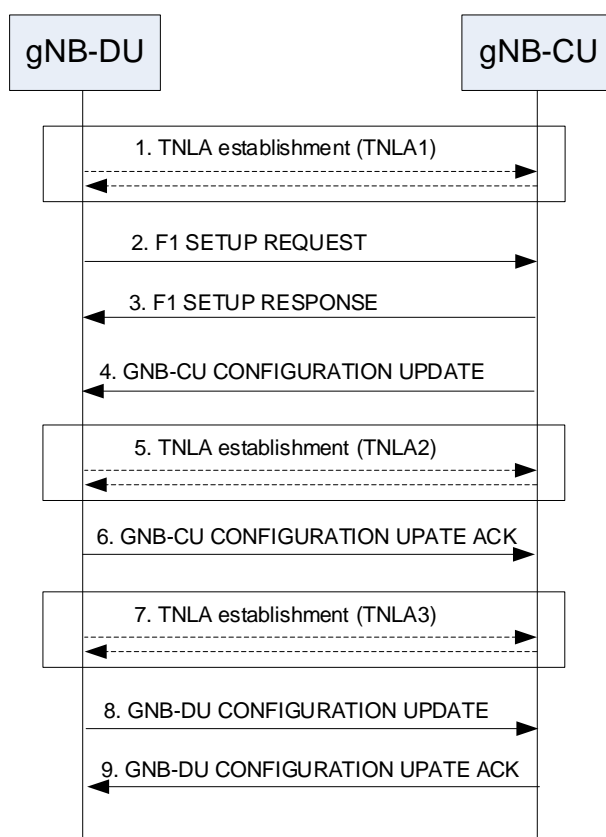 gNB-DU
gNB-CU
1. TNLA establishment (TNLA1)
2. F1 SETUP REQUEST
3. F1 SETUP RESPONSE
4. GNB-CU CONFIGURATION UPDATE
5. TNLA establishment (TNLA2)
6. GNB-CU CONFIGURATION UPATE ACK
7. TNLA establishment (TNLA3)
8. GNB-DU CONFIGURATION UPDATE
9. GNB-DU CONFIGURATION UPATE ACK